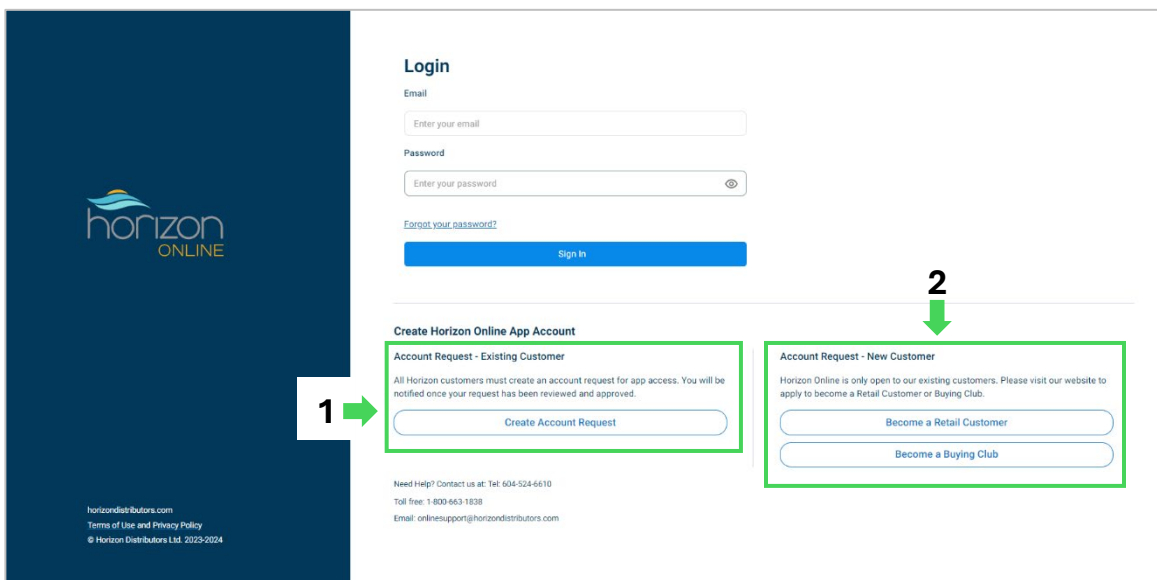 horizon
ONLINE
horizondistributors.com
Terms of Use and Privacy Policy
© Horizon Distributors Ltd. 2023-2024
Login
Email
Enter your email
Password
Enter your password
Forgot your password?
Sign In
Create Horizon Online App Account
1
Account Request - Existing Customer
All Horizon customers must create an account request for app access. You will be
notified once your request has been reviewed and approved.
Create Account Request
2
Account Request - New Customer
Horizon Online is only open to our existing customers. Please visit our website to
apply to become a Retail Customer or Buying Club.
Become a Retail Customer
Become a Buying Club
Need Help? Contact us at: Tel: 604-524-6610
Toll free: 1-800-663-1838
Email: onlinesupport@horizondistributors.com